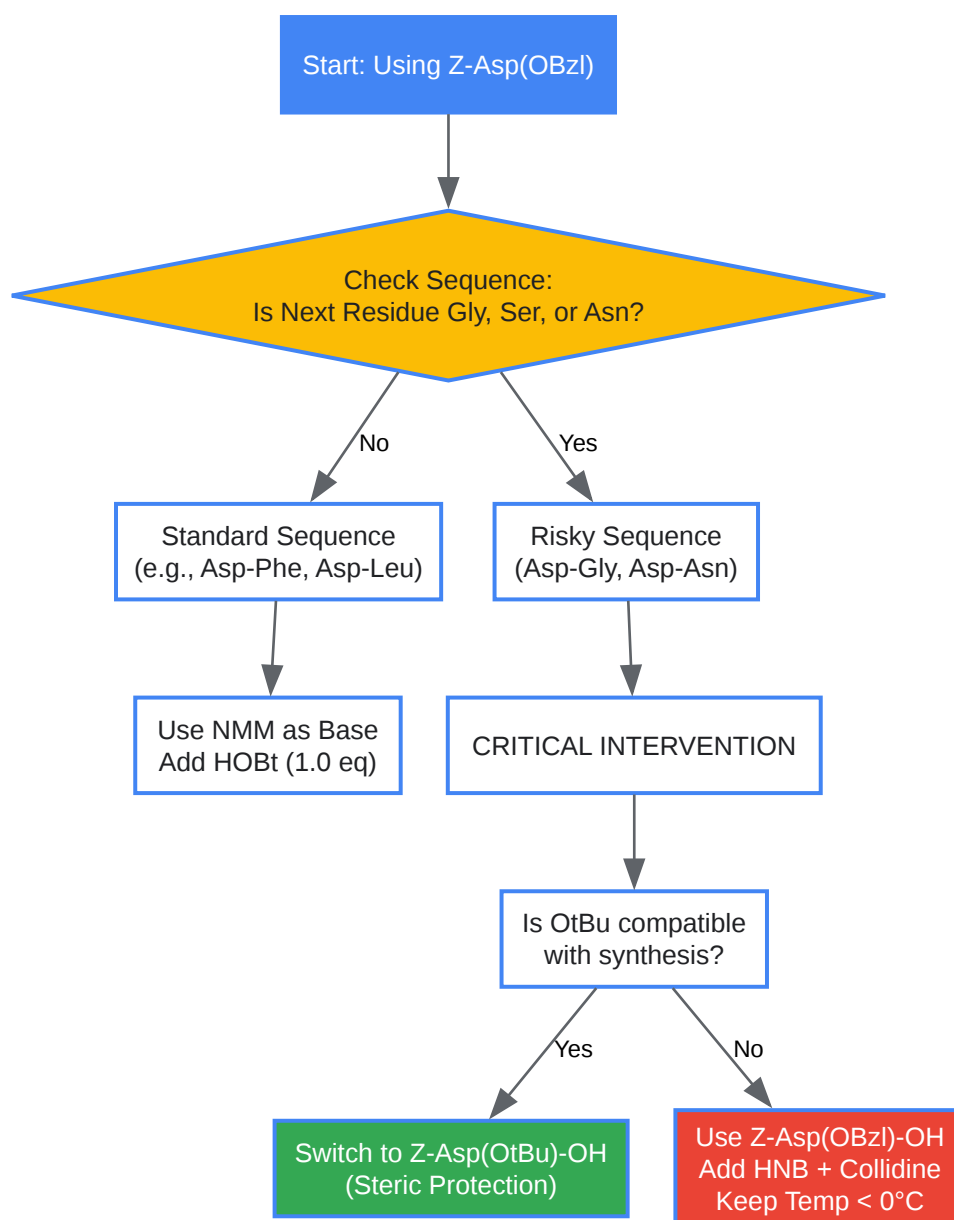 Start: Using Z-Asp(OBzl)
Check Sequence:
Is Next Residue Gly, Ser, or Asn?
No
Yes
Standard Sequence
(e.g., Asp-Phe, Asp-Leu)
Risky Sequence
(Asp-Gly, Asp-Asn)
Use NMM as Base
Add HOBt (1.0 eq)
CRITICAL INTERVENTION
Is OtBu compatible
with synthesis?
Yes
No
Switch to Z-Asp(OtBu)-OH
(Steric Protection)
Use Z-Asp(OBzl)-OH
Add HNB + Collidine
Keep Temp < 0°C